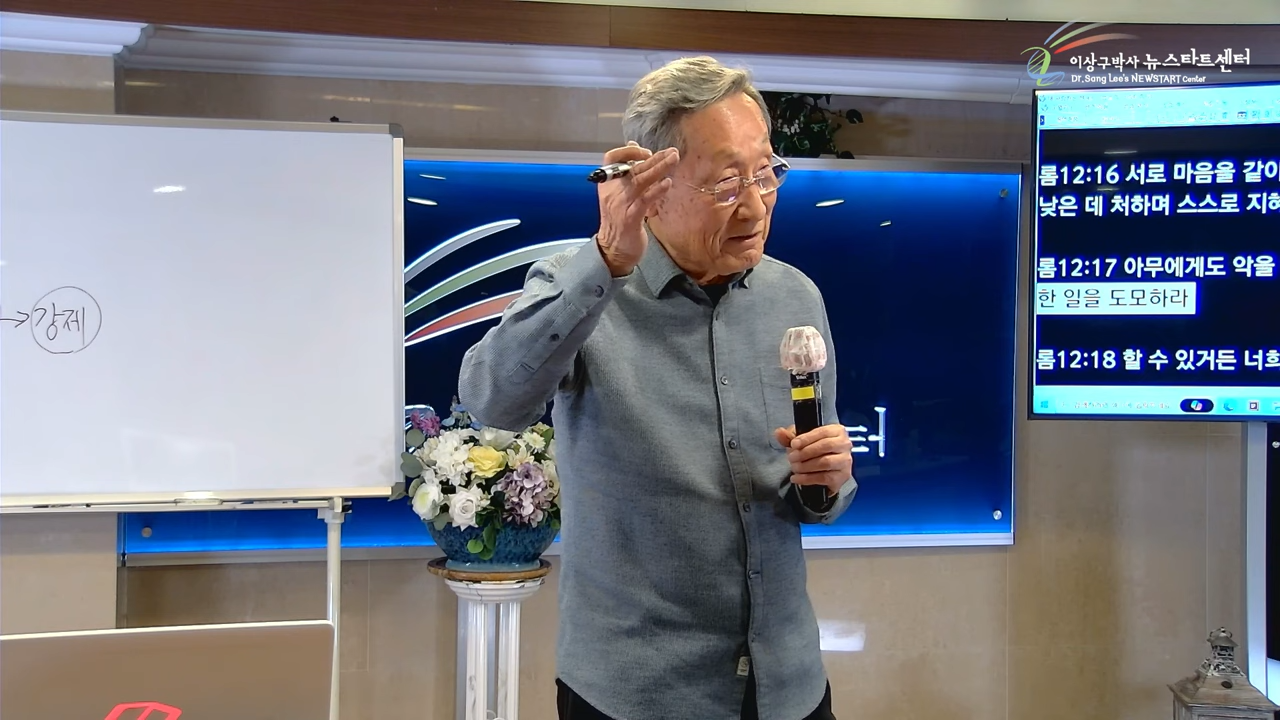 이상구박사 뉴스타트센터
Dr. Sang Lee's NEWSTART Center
강제
롬12:16 서로 마음을 같이
낮은 데 처하며 스스로 지혜
롬12:17 아무에게도 악을
한 일을 도모하라
롬12:18 할 수 있거든 너희
터